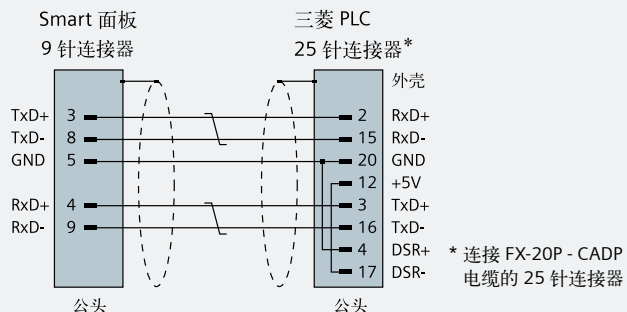 Smart 面板
9 针连接器
三菱 PLC
25 针连接器*
外壳
TxD+ 3
TxD- 8
GND 5
RxD+ 4
RxD- 9
2 RxD+
15 RxD-
20 GND
12 +5V
3 TxD+
16 TxD-
4 DSR+
17 DSR-
* 连接 FX-20P - CADP
电缆的 25 针连接器
公头
公头